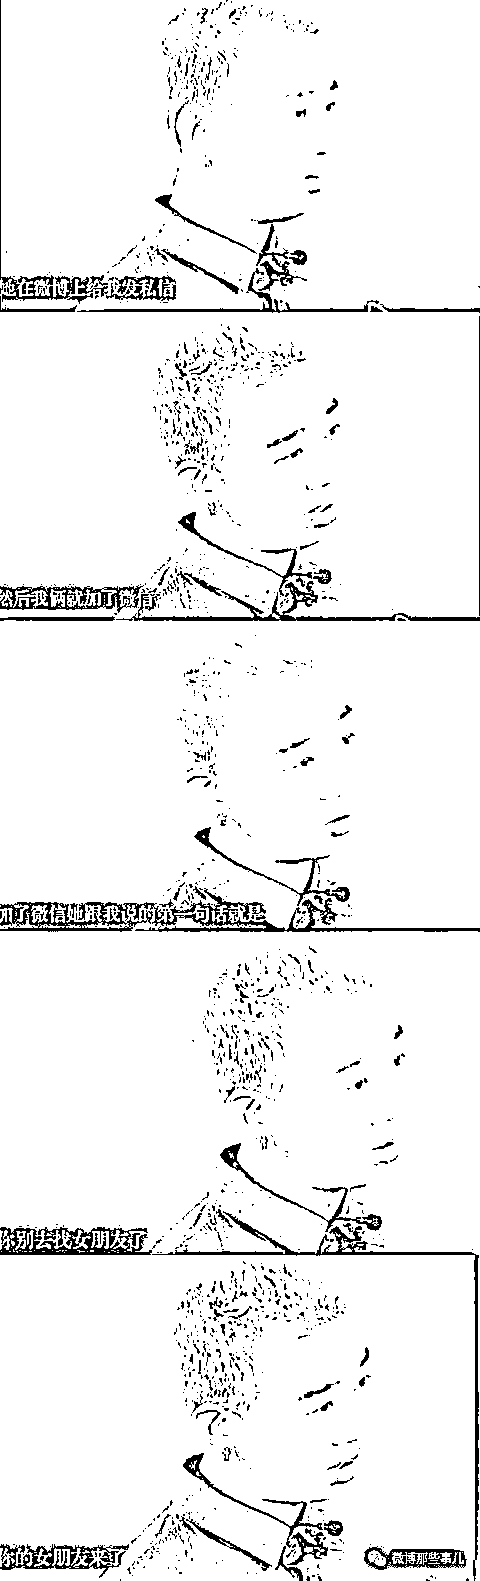 她在微博上给我发私信
然后我俩就加了微信
加了微信她跟我说的第一句话就是
你别去找女朋友了
你的女朋友来了
微博那些事儿